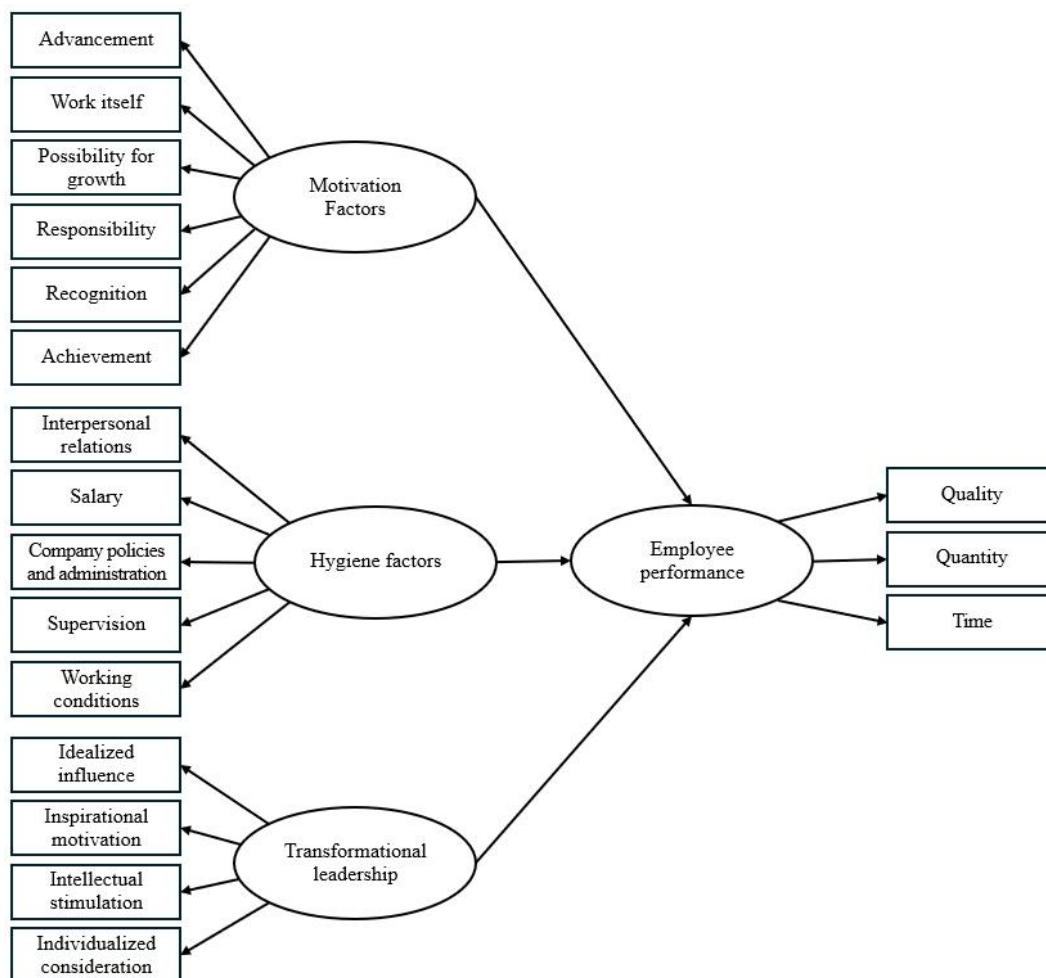 Advancement
Work itself
Possibility for
growth
Responsibility
Recognition
Achievement
Motivation
Factors
Interpersonal
relations
Salary
Company policies
and administration
Supervision
Working
conditions
Hygiene factors
Employee
performance
Quality
Quantity
Time
Idealized
influence
Inspirational
motivation
Intellectual
stimulation
Individualized
consideration
Transformational
leadership